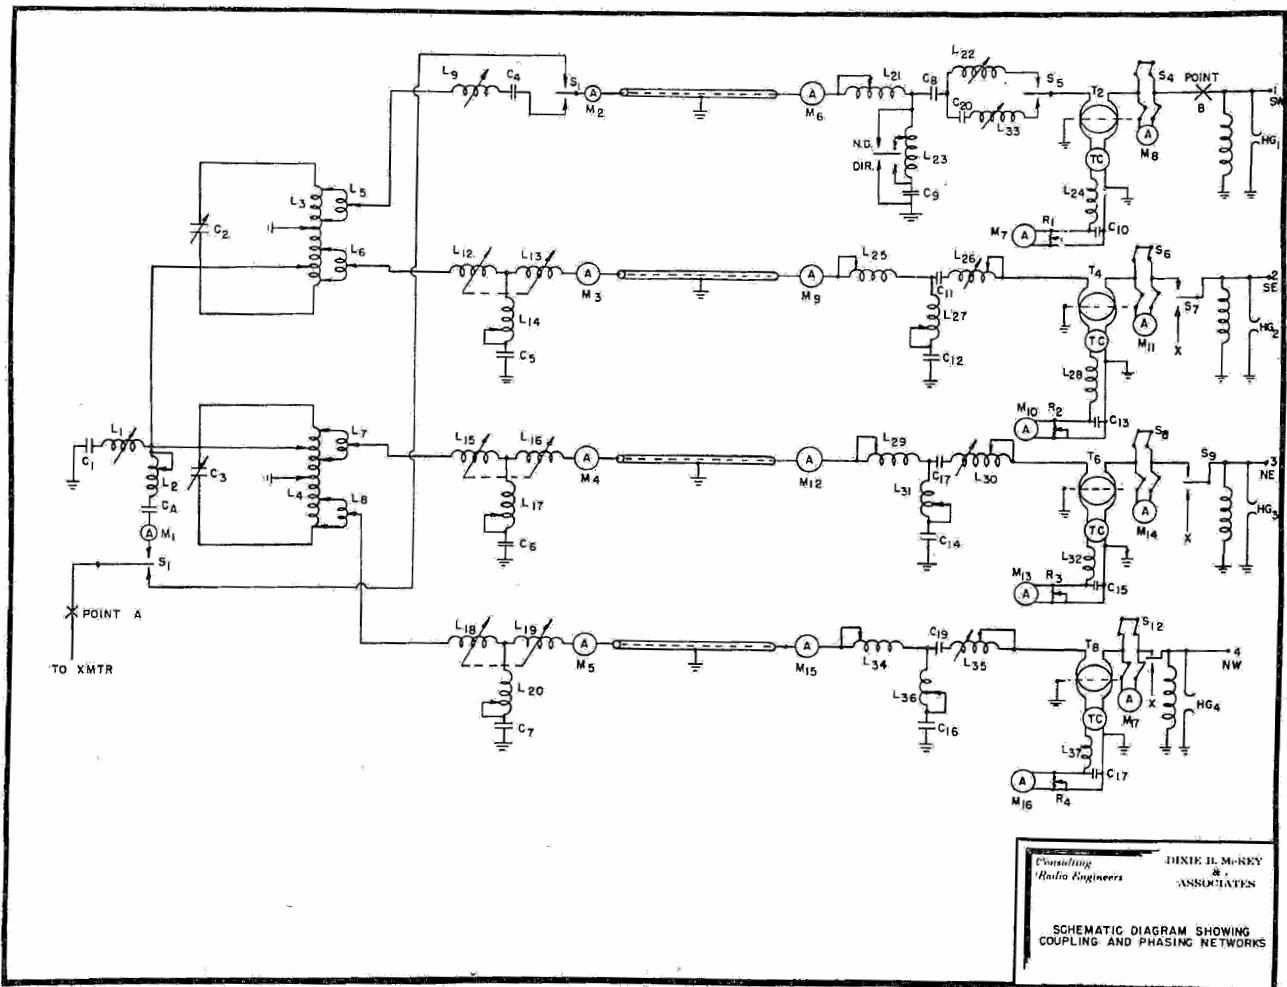 L22
L9
C4
S1
M2
A
A
M6
L21
C8
C20
L33
S5
T2
S4
POINT
B
1
SW
A
M8
HG1
N.D.
DIR.
L23
C9
TC
L24
M7
A
R1
C10
L3
L5
C2
L6
L12
L13
A
M3
A
M9
L25
L26
C11
L27
C12
L14
C5
T4
S6
A
M11
S7
X
2
SE
HG2
TC
L28
M10
A
R2
C13
L1
C1
L2
CA
A
M1
S1
POINT A
TO XMTR
C3
L7
L4
L8
L15
L16
A
M4
A
M12
L29
C17
L30
L31
C14
L17
C6
T6
S8
A
M14
S9
X
3
NE
HG3
TC
L32
M13
A
R3
C15
L18
L19
A
M5
A
M15
L34
C19
L35
L36
C16
L20
C7
T8
S12
A
M17
X
4
NW
HG4
TC
L37
M16
A
R4
C17
Consulting
Radio Engineers
DIXIE B. McKEY
&
ASSOCIATES
SCHEMATIC DIAGRAM SHOWING
COUPLING AND PHASING NETWORKS